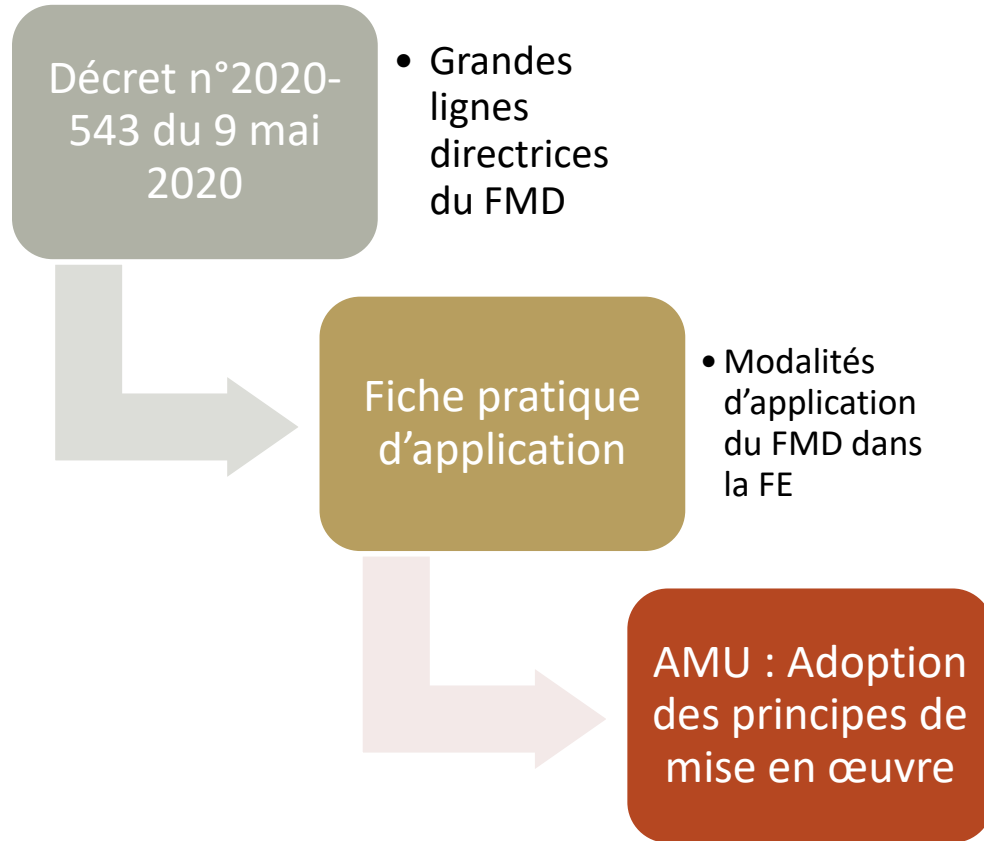 Décret n°2020-
543 du 9 mai
2020
• Grandes
lignes
directrices
du FMD
Fiche pratique
d’application
• Modalités
d’application
du FMD dans
la FE
AMU : Adoption
des principes de
mise en œuvre